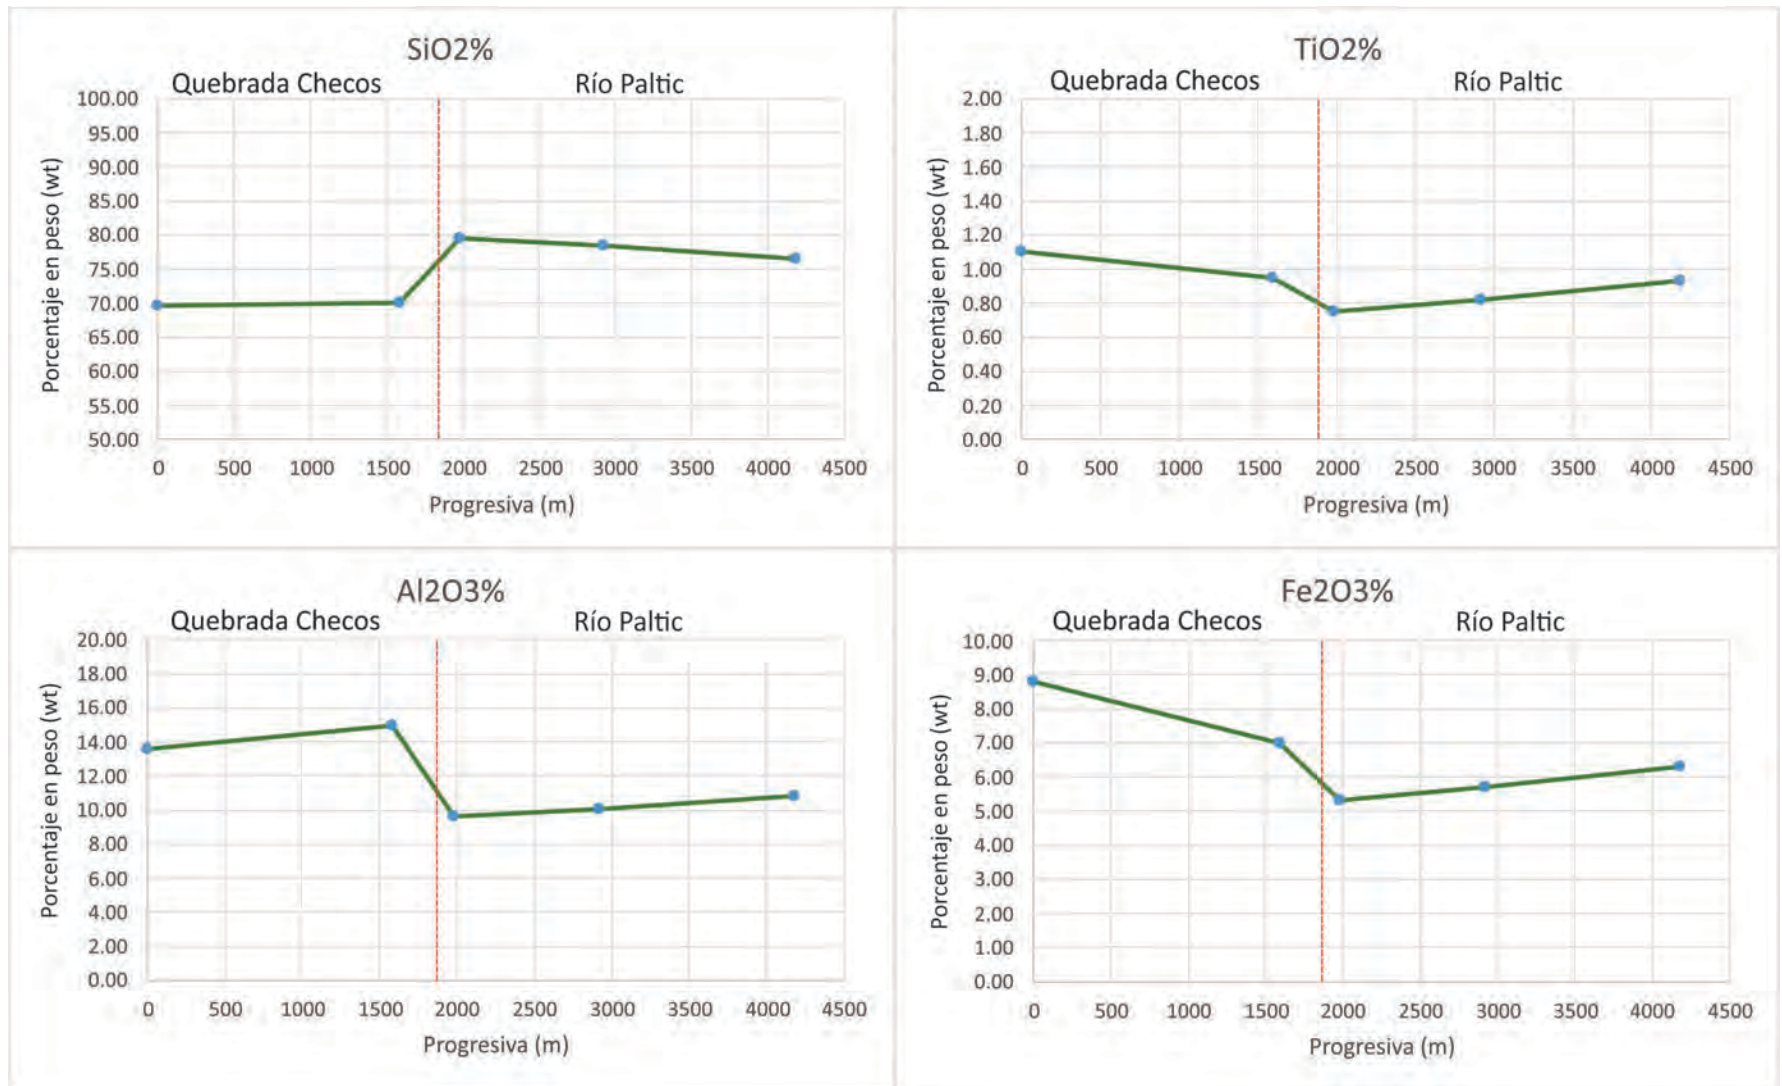 SiO2%
Quebrada Checos Río Paltic
100.00
95.00
90.00
85.00
80.00
75.00
70.00
65.00
60.00
55.00
50.00
Porcentaje en peso (wt)
0 500 1000 1500 2000 2500 3000 3500 4000 4500
Progresiva (m)
TiO2%
Quebrada Checos Río Paltic
2.00
1.80
1.60
1.40
1.20
1.00
0.80
0.60
0.40
0.20
0.00
Porcentaje en peso (wt)
0 500 1000 1500 2000 2500 3000 3500 4000 4500
Progresiva (m)
Al2O3%
Quebrada Checos Río Paltic
20.00
18.00
16.00
14.00
12.00
10.00
8.00
6.00
4.00
2.00
0.00
Porcentaje en peso (wt)
0 500 1000 1500 2000 2500 3000 3500 4000 4500
Progresiva (m)
Fe2O3%
Quebrada Checos Río Paltic
10.00
9.00
8.00
7.00
6.00
5.00
4.00
3.00
2.00
1.00
0.00
Porcentaje en peso (wt)
0 500 1000 1500 2000 2500 3000 3500 4000 4500
Progresiva (m)